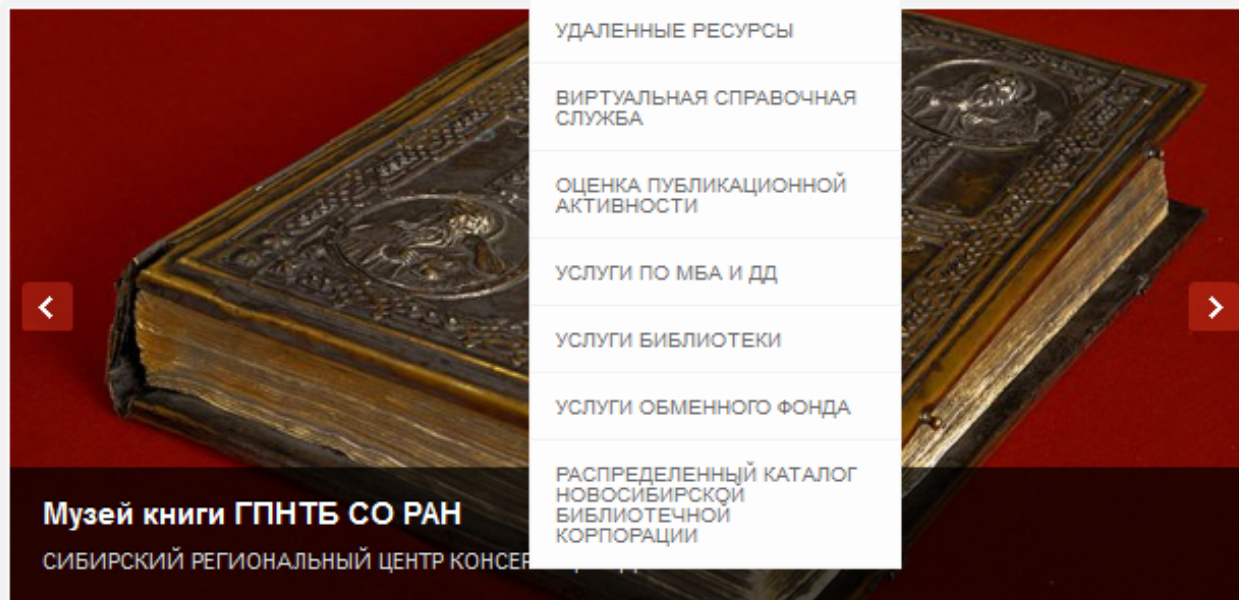 УДАЛЕННЫЕ РЕСУРСЫ
ВИРТУАЛЬНАЯ СПРАВОЧНАЯ
СЛУЖБА
ОЦЕНКА ПУБЛИКАЦИОННОЙ
АКТИВНОСТИ
УСЛУГИ ПО МБА И ДД
УСЛУГИ БИБЛИОТЕКИ
УСЛУГИ ОБМЕННОГО ФОНДА
РАСПРЕДЕЛЕННЫЙ КАТАЛОГ
НОВОСИБИРСКОЙ
БИБЛИОТЕЧНОЙ
КОРПОРАЦИИ
Музей книги ГПНТБ СО РАН
СИБИРСКИЙ РЕГИОНАЛЬНЫЙ ЦЕНТР